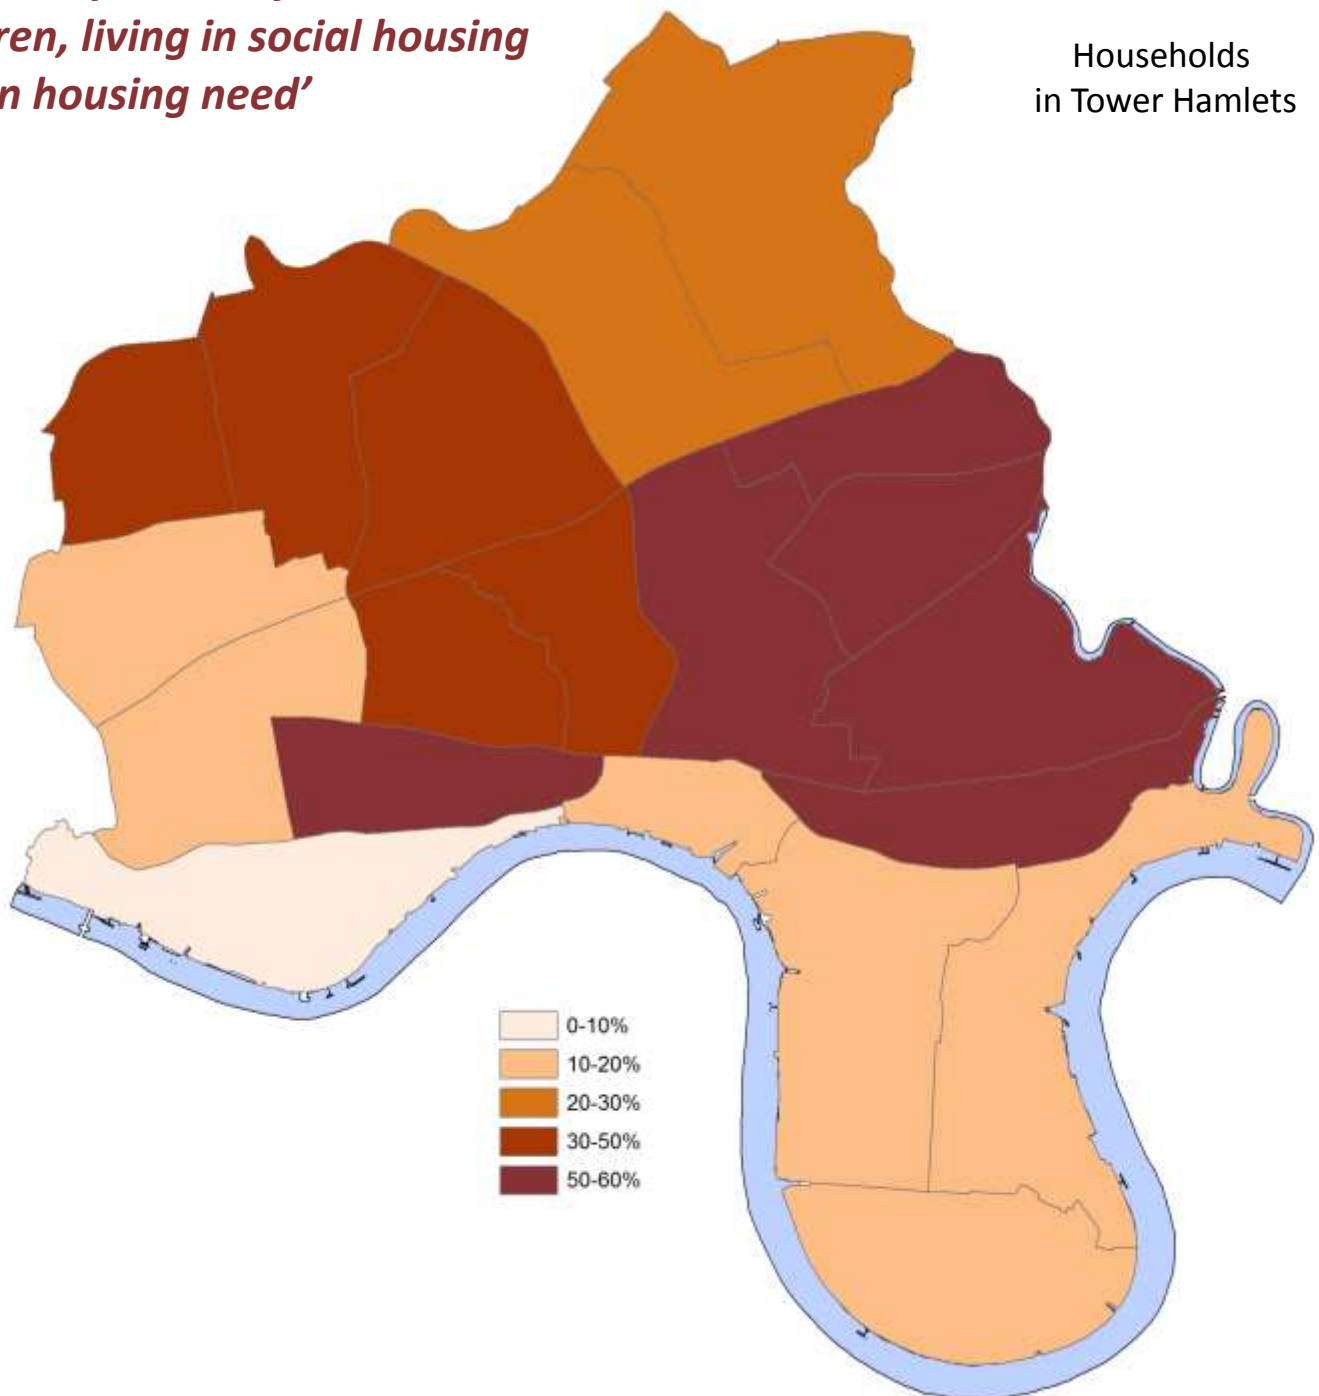 ren, living in social housing
n housing need’
Households
in Tower Hamlets
0-10%
10-20%
20-30%
30-50%
50-60%